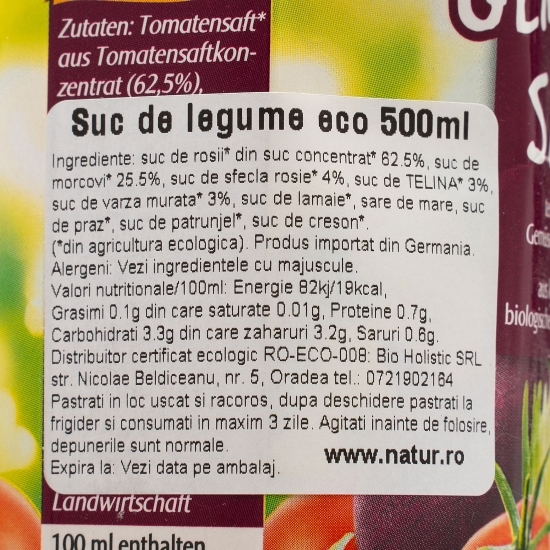 Zutaten: Tomatensaft*
aus Tomatensaftkon-
zentrat (62,5%),
Suc de legume eco 500ml
Ingrediente: suc de rosii* din suc concentrat* 62.5%, suc de
morcovi* 25.5%, suc de sfecla rosie* 4%, suc de TELINA* 3%,
suc de varza murata* 3%, suc de lamaie*, sare de mare, suc
de praz*, suc de patrunjel*, suc de creson*.
(*din agricultura ecologica). Produs importat din Germania.
Alergeni: Vezi ingredientele cu majuscule.
Valori nutritionale/100ml: Energie 82kj/19kcal,
Grasimi 0.1g din care saturate 0.01g, Proteine 0.7g,
Carbohidrati 3.3g din care zaharuri 3.2g, Saruri 0.6g.
Distribuitor certificat ecologic RO-ECO-008: Bio Holistic SRL
str. Nicolae Beldiceanu, nr. 5, Oradea tel.: 0721902164
Pastrati in loc uscat si racoros, dupa deschidere pastrati la
frigider si consumati in maxim 3 zile. Agitati inainte de folosire,
depunerile sunt normale.
Expira la: Vezi data pe ambalaj.
www.natur.ro
Landwirtschaft
100 ml enthalten